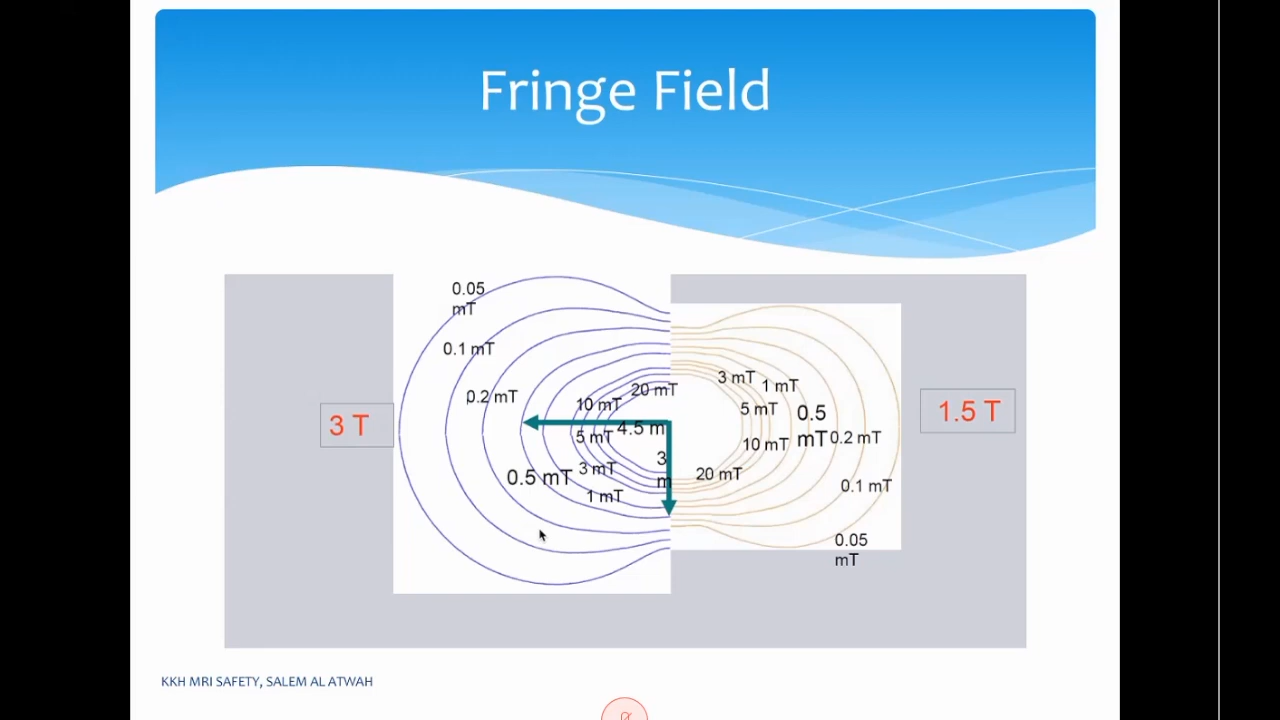 Fringe Field
0.05
mT
0.1 mT
0.2 mT
20 mT
10 mT
4.5 m
5 mT
3
m
0.5 mT
3 mT
1 mT
3 T
3 mT
1 mT
5 mT
0.5
mT
10 mT
0.2 mT
20 mT
0.1 mT
0.05
mT
1.5 T
KKH MRI SAFETY, SALEM AL ATWAH